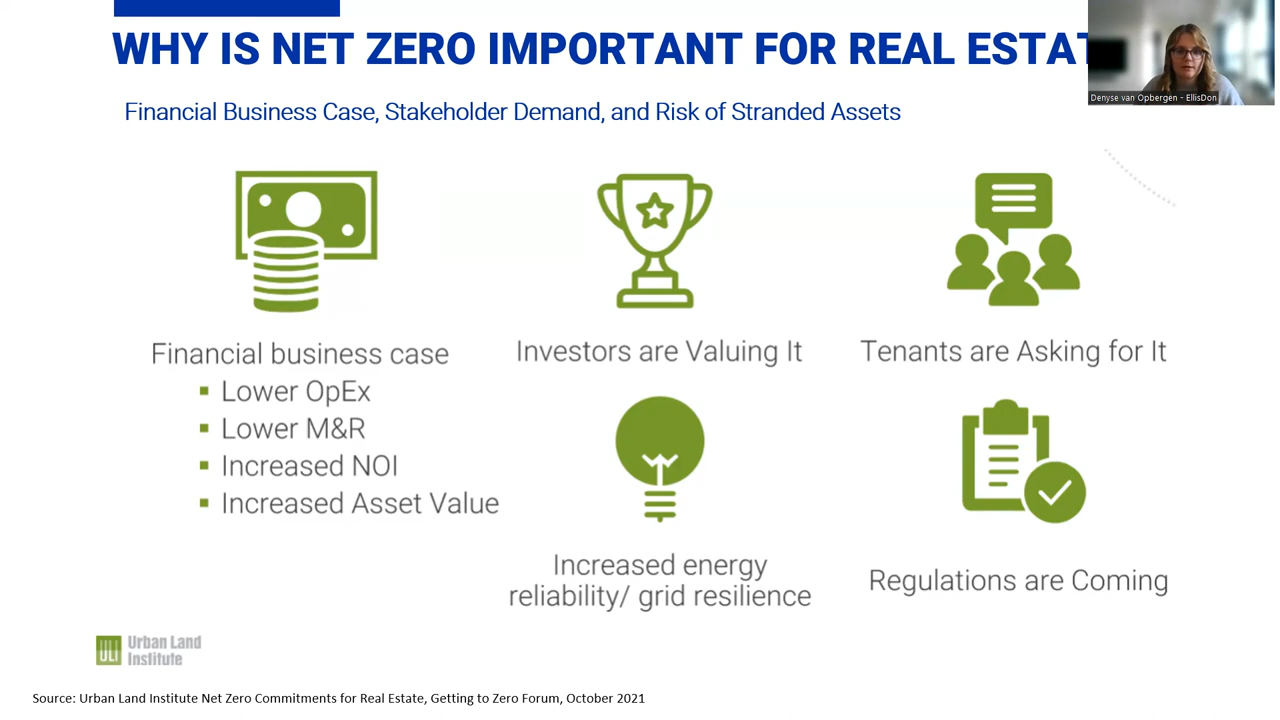 WHY IS NET ZERO IMPORTANT FOR REAL ESTAT
Denyse van Opbergen - EllisDon
Financial Business Case, Stakeholder Demand, and Risk of Stranded Assets
Financial business case
▪ Lower OpEx
▪ Lower M&R
▪ Increased NOI
▪ Increased Asset Value
Investors are Valuing It
Tenants are Asking for It
Increased energy
reliability/ grid resilience
Regulations are Coming
ULI
Urban Land
Institute
Source: Urban Land Institute Net Zero Commitments for Real Estate, Getting to Zero Forum, October 2021